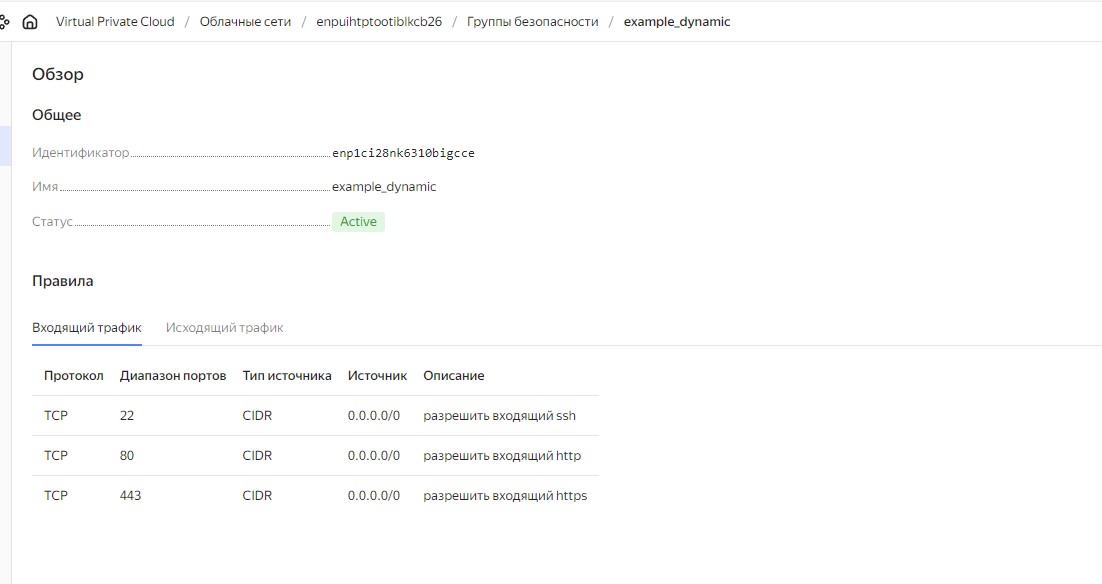 Virtual Private Cloud / Облачные сети / enpuihtptootiblkcb26 / Группы безопасности / example_dynamic
Обзор
Общее
Идентификатор enp1ci28nk6310bigcce
Имя example_dynamic
Статус Active
Правила
Входящий трафик Исходящий трафик
Протокол Диапазон портов Тип источника Источник Описание
TCP 22 CIDR 0.0.0.0/0 разрешить входящий ssh
TCP 80 CIDR 0.0.0.0/0 разрешить входящий http
TCP 443 CIDR 0.0.0.0/0 разрешить входящий https